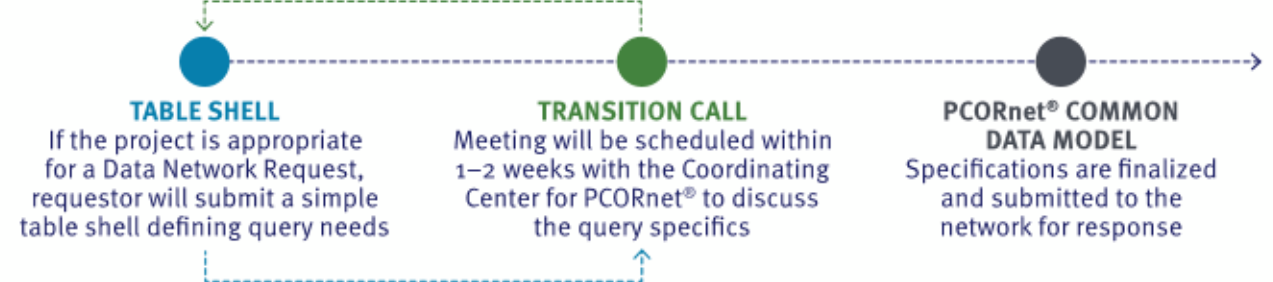 TABLE SHELL
If the project is appropriate
for a Data Network Request,
requestor will submit a simple
table shell defining query needs
TRANSITION CALL
Meeting will be scheduled within
1–2 weeks with the Coordinating
Center for PCORnet® to discuss
the query specifics
PCORnet® COMMON
DATA MODEL
Specifications are finalized
and submitted to the
network for response